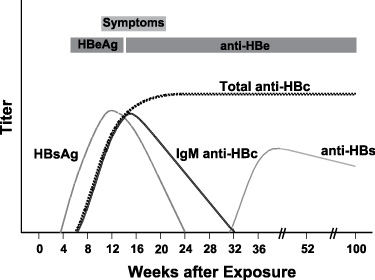 Symptoms
HBeAg anti-HBe
Total anti-HBc
HBsAg IgM anti-HBc anti-HBs
Titer
0 4 8 12 16 20 24 28 32 36 52 100
Weeks after Exposure